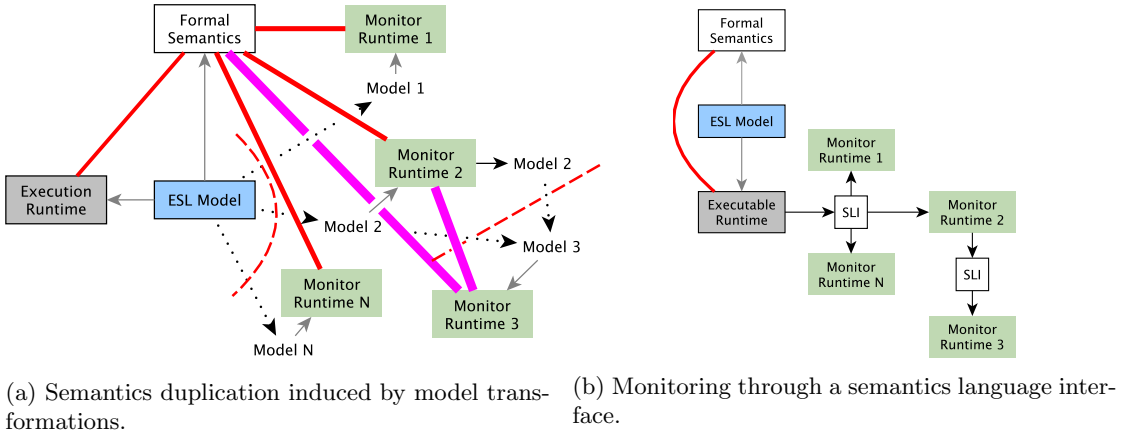 Formal
Semantics
Monitor
Runtime 1
Model 1
Monitor
Runtime 2
Model 2
Execution
Runtime
ESL Model
Model 2
Model 3
Monitor
Runtime N
Monitor
Runtime 3
Model N
(a) Semantics duplication induced by model trans-
formations.
Formal
Semantics
ESL Model
Monitor
Runtime 1
Executable
Runtime
SLI
Monitor
Runtime 2
Monitor
Runtime N
SLI
Monitor
Runtime 3
(b) Monitoring through a semantics language inter-
face.